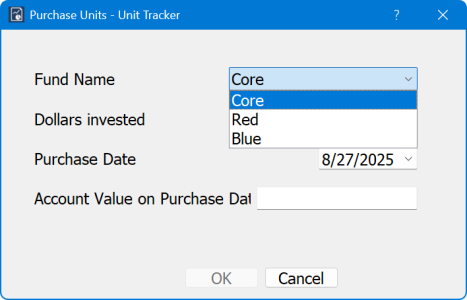 Purchase Units - Unit Tracker
Fund Name
Core
Core
Red
Blue
Dollars invested
Purchase Date
8/27/2025
Account Value on Purchase Dat
OK
Cancel